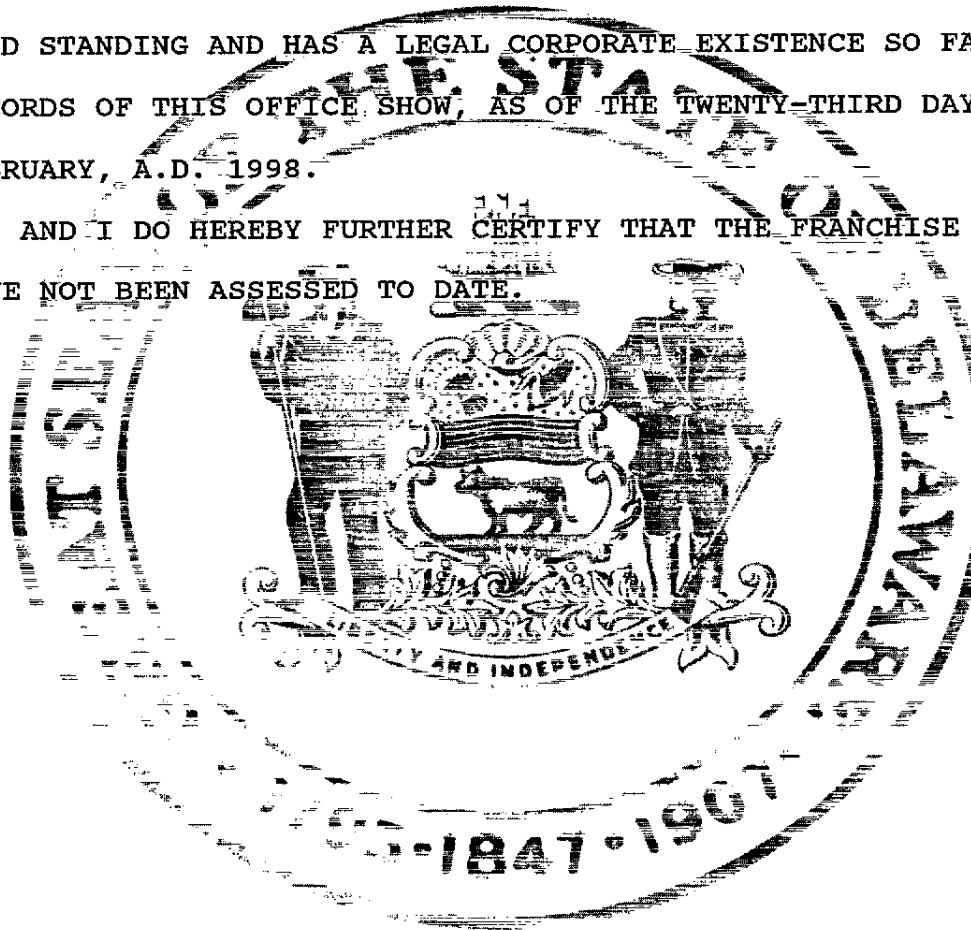 D STANDING AND HAS A LEGAL CORPORATE EXISTENCE SO FA
ORDS OF THIS OFFICE SHOW, AS OF THE TWENTY-THIRD DAY
RUARY, A.D. 1998.
AND I DO HEREBY FURTHER CERTIFY THAT THE FRANCHISE
VE NOT BEEN ASSESSED TO DATE.
THE STATE O
DELAWARE
AND INDEPENDENCE
1847 • 1907